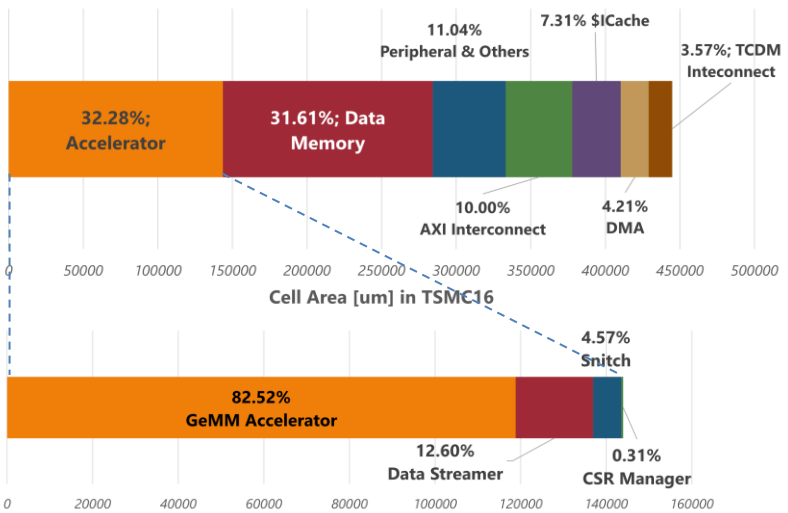 11.04%
Peripheral & Others
7.31% $ICache
3.57%; TCDM
Inteconnect
32.28%;
Accelerator
31.61%; Data
Memory
10.00%
AXI Interconnect
4.21%
DMA
0 50000 100000 150000 200000 250000 300000 350000 400000 450000 500000
Cell Area [um] in TSMC16
4.57%
Snitch
82.52%
GeMM Accelerator
12.60%
Data Streamer
0.31%
CSR Manager
0 20000 40000 60000 80000 100000 120000 140000 160000